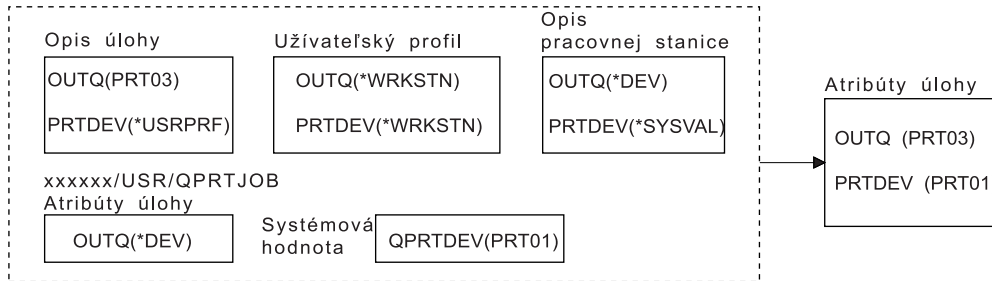 Opis úlohy
OUTQ(PRT03)
PRTDEV(*USRPRF)
Užívateľský profil
OUTQ(*WRKSTN)
PRTDEV(*WRKSTN)
Opis
pracovnej stanice
OUTQ(*DEV)
PRTDEV(*SYSVAL)
xxxxxx/USR/QPRTJOB
Atribúty úlohy
OUTQ(*DEV)
Systémová
hodnota
QPRTDEV(PRT01)
Atribúty úlohy
OUTQ (PRT03)
PRTDEV (PRT01